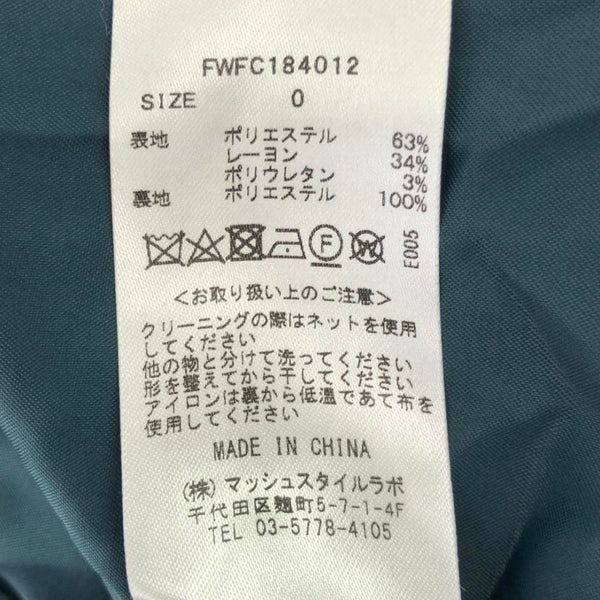 FWFC184012
SIZE 0
表地 ポリエステル 63%
レーヨン 34%
ポリウレタン 3%
裏地 ポリエステル 100%
F W E005
<お取り扱い上のご注意>
クリーニングの際はネットを使用
してください
他の物と分けて洗ってください
形を整えてから干してください
アイロンは裏から低温であて布を
使用してください
MADE IN CHINA
(株)マッシュスタイルラボ
千代田区麹町5-7-1-4F
TEL 03-5778-4105